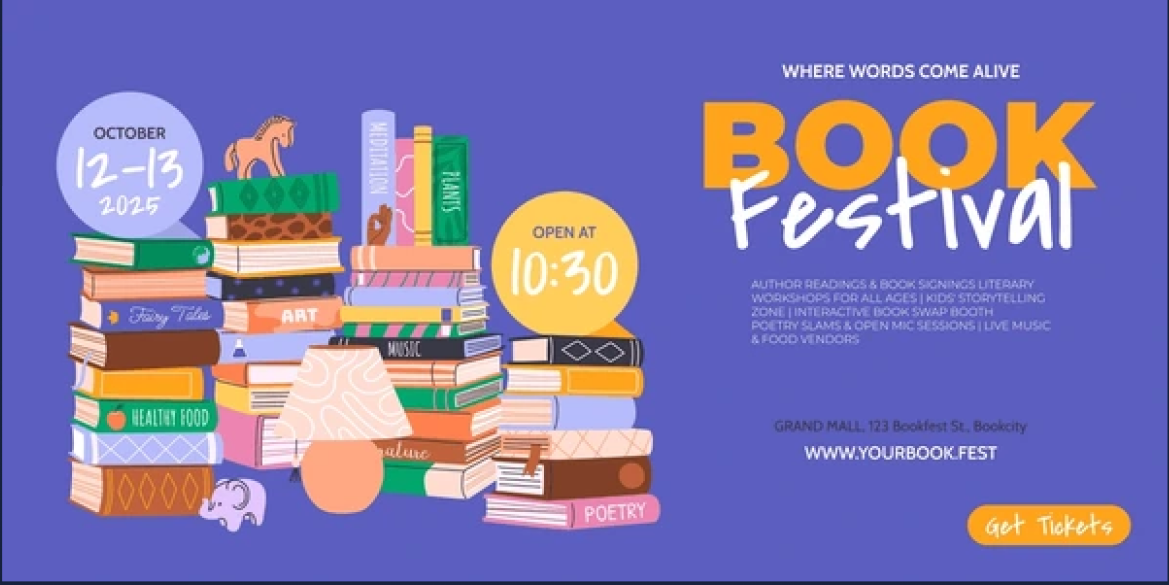 WHERE WORDS COME ALIVE
BOOK
Festival
OCTOBER
12-13
2025
OPEN AT
10:30
AUTHOR READINGS & BOOK SIGNINGS LITERARY
WORKSHOPS FOR ALL AGES | KIDS' STORYTELLING
ZONE | INTERACTIVE BOOK SWAP BOOTH
POETRY SLAMS & OPEN MIC SESSIONS | LIVE MUSIC
& FOOD VENDORS
GRAND MALL, 123 Bookfest St., Bookcity
WWW.YOURBOOK.FEST
Get Tickets
MEDITATION
PLANTS
Fairy Tales
ART
MUSIC
HEALTHY FOOD
POETRY